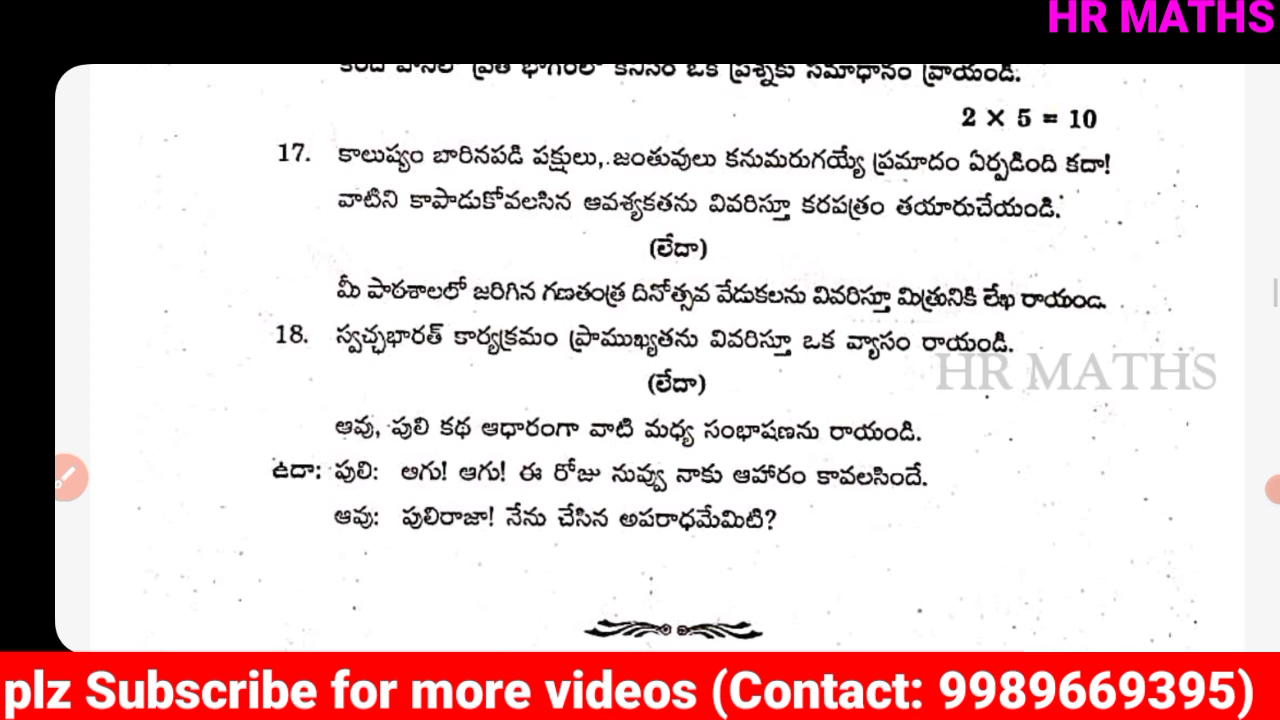 HR MATHS
ప్రశ్నకు సమాధానం వ్రాయండి.
2 × 5 = 10
17. కాలుష్యం బారినపడి పక్షులు, జంతువులు కనుమరుగయ్యే ప్రమాదం ఏర్పడింది కదా!
వాటిని కాపాడుకోవలసిన ఆవశ్యకతను వివరిస్తూ కరపత్రం తయారుచేయండి.
(లేదా)
మీ పాఠశాలలో జరిగిన గణతంత్ర దినోత్సవ వేడుకలను వివరిస్తూ మిత్రునికి లేఖ రాయండి.
18. స్వచ్ఛభారత్ కార్యక్రమం ప్రాముఖ్యతను వివరిస్తూ ఒక వ్యాసం రాయండి.
HR MATHS
(లేదా)
ఆవు, పులి కథ ఆధారంగా వాటి మధ్య సంభాషణను రాయండి.
ఉదా: పులి: ఆగు! ఆగు! ఈ రోజు నువ్వు నాకు ఆహారం కావలసిందే.
ఆవు: పులిరాజా! నేను చేసిన అపరాధమేమిటి?
plz Subscribe for more videos (Contact: 9989669395)